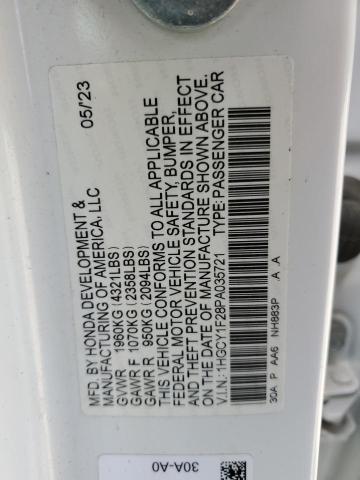 MFD. BY HONDA DEVELOPMENT & 05/'23
MANUFACTURING OF AMERICA, LLC
GVWR 1960KG (4321LBS)
GAWR F 1070KG (2358LBS)
GAWR R 950KG (2094LBS)
THIS VEHICLE CONFORMS TO ALL APPLICABLE
FEDERAL MOTOR VEHICLE SAFETY, BUMPER,
AND THEFT PREVENTION STANDARDS IN EFFECT
ON THE DATE OF MANUFACTURE SHOWN ABOVE.
V.I.N.: 1HGCY1F28PA035721 TYPE: PASSENGER CAR
30A P AA6 NH883P A A
30A-A0